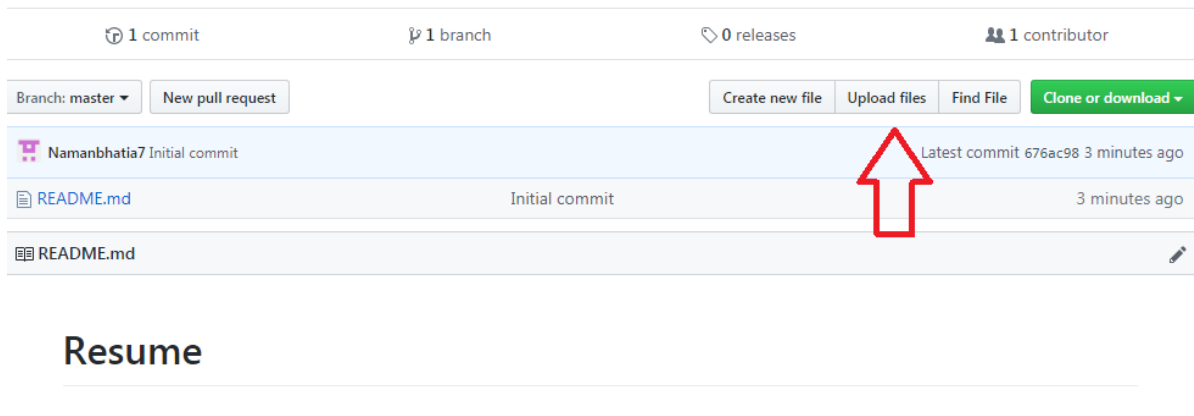 1 commit 1 branch 0 releases 1 contributor
Branch: master New pull request Create new file Upload files Find File Clone or download
Namanbhatia7 Initial commit Latest commit 676ac98 3 minutes ago
README.md Initial commit 3 minutes ago
README.md
Resume